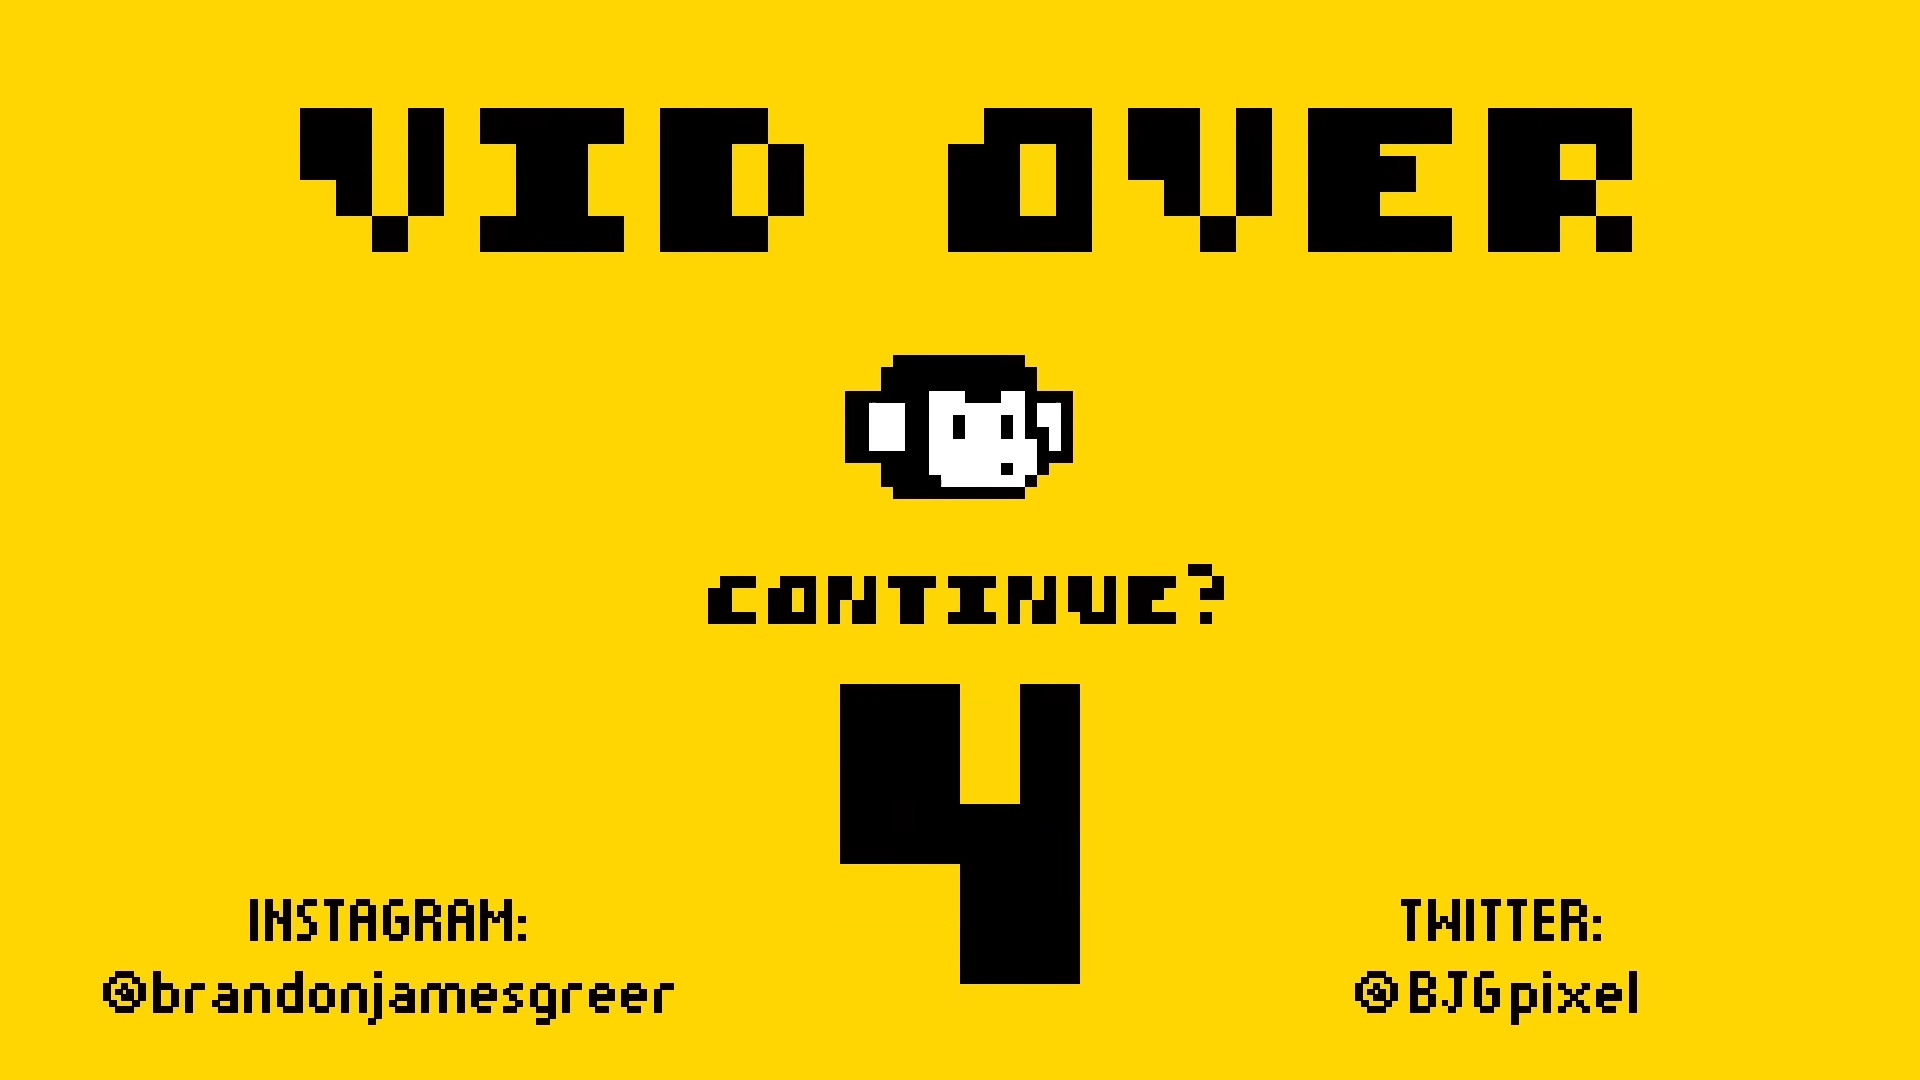 VID OVER
CONTINUE?
4
INSTAGRAM:
@brandonjamesgreer
TWITTER:
@BJGpixel